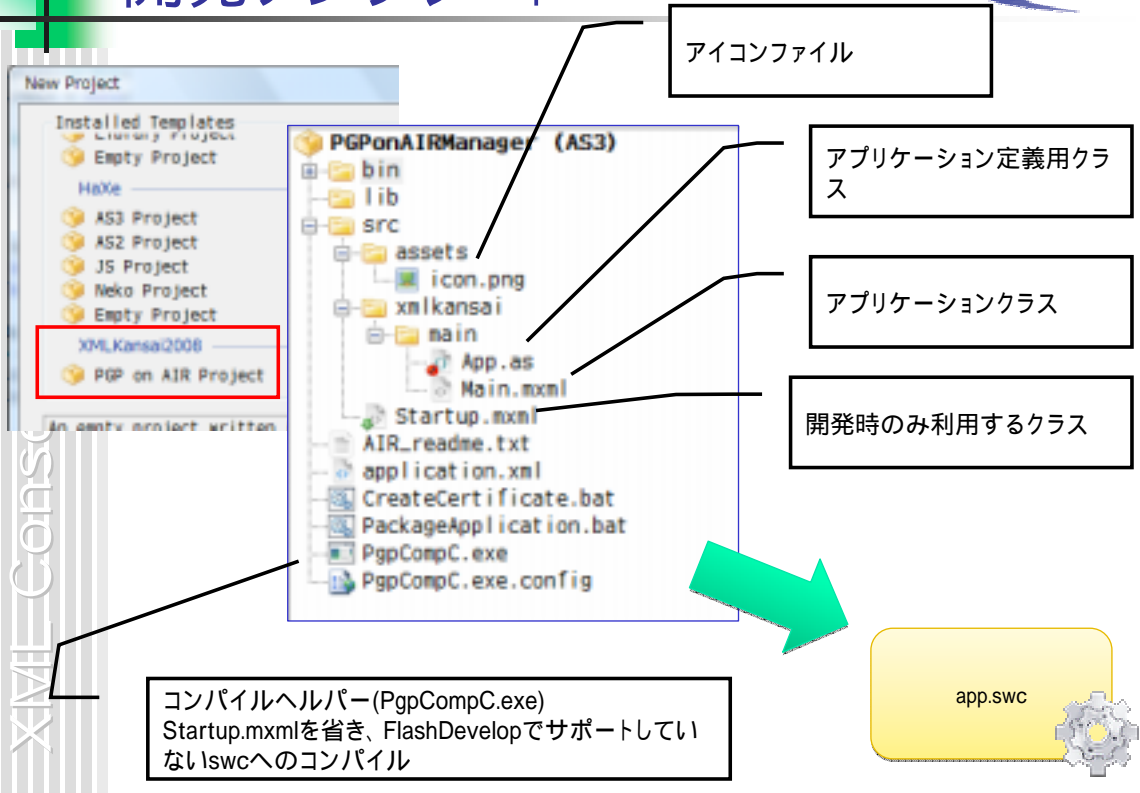 アイコンファイル
New Project
Installed Templates
Empty Project
HaXe
AS3 Project
AS2 Project
JS Project
Neko Project
Empty Project
XMLKansai2008
PGP on AIR Project
An empty project written
PGPonAIRManager (AS3)
bin
lib
src
assets
icon.png
xmlkansai
main
App.as
Main.mxml
Startup.mxml
AIR_readme.txt
application.xml
CreateCertificate.bat
PackageApplication.bat
PgpCompC.exe
PgpCompC.exe.config
アプリケーション定義用クラ
ス
アプリケーションクラス
開発時のみ利用するクラス
コンパイルヘルパー(PgpCompC.exe)
Startup.mxmlを省き、FlashDevelopでサポートしてい
ないswcへのコンパイル
app.swc
XML Conso